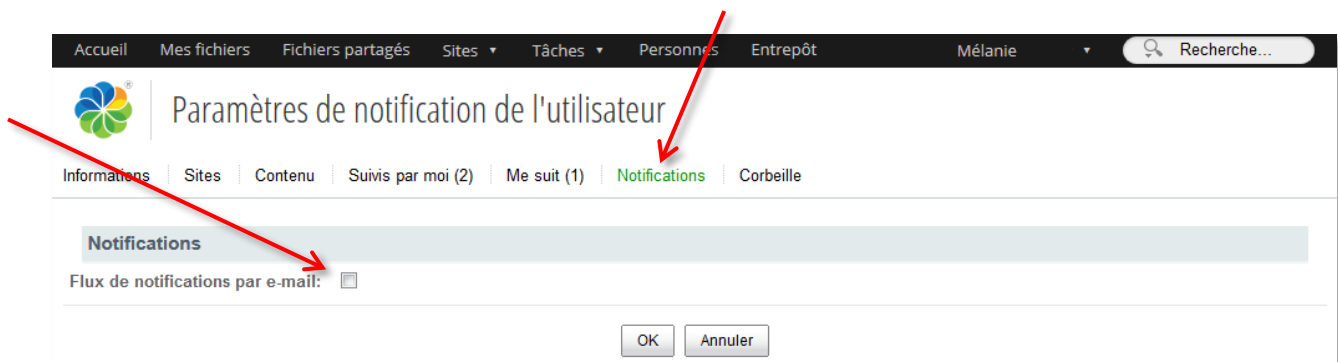 Accueil Mes fichiers Fichiers partagés Sites ▾ Tâches ▾ Personnes Entrepôt Mélanie ▾ Recherche...
Paramètres de notification de l'utilisateur
Informations Sites Contenu Suivis par moi (2) Me suit (1) Notifications Corbeille
Notifications
Flux de notifications par e-mail:
OK Annuler